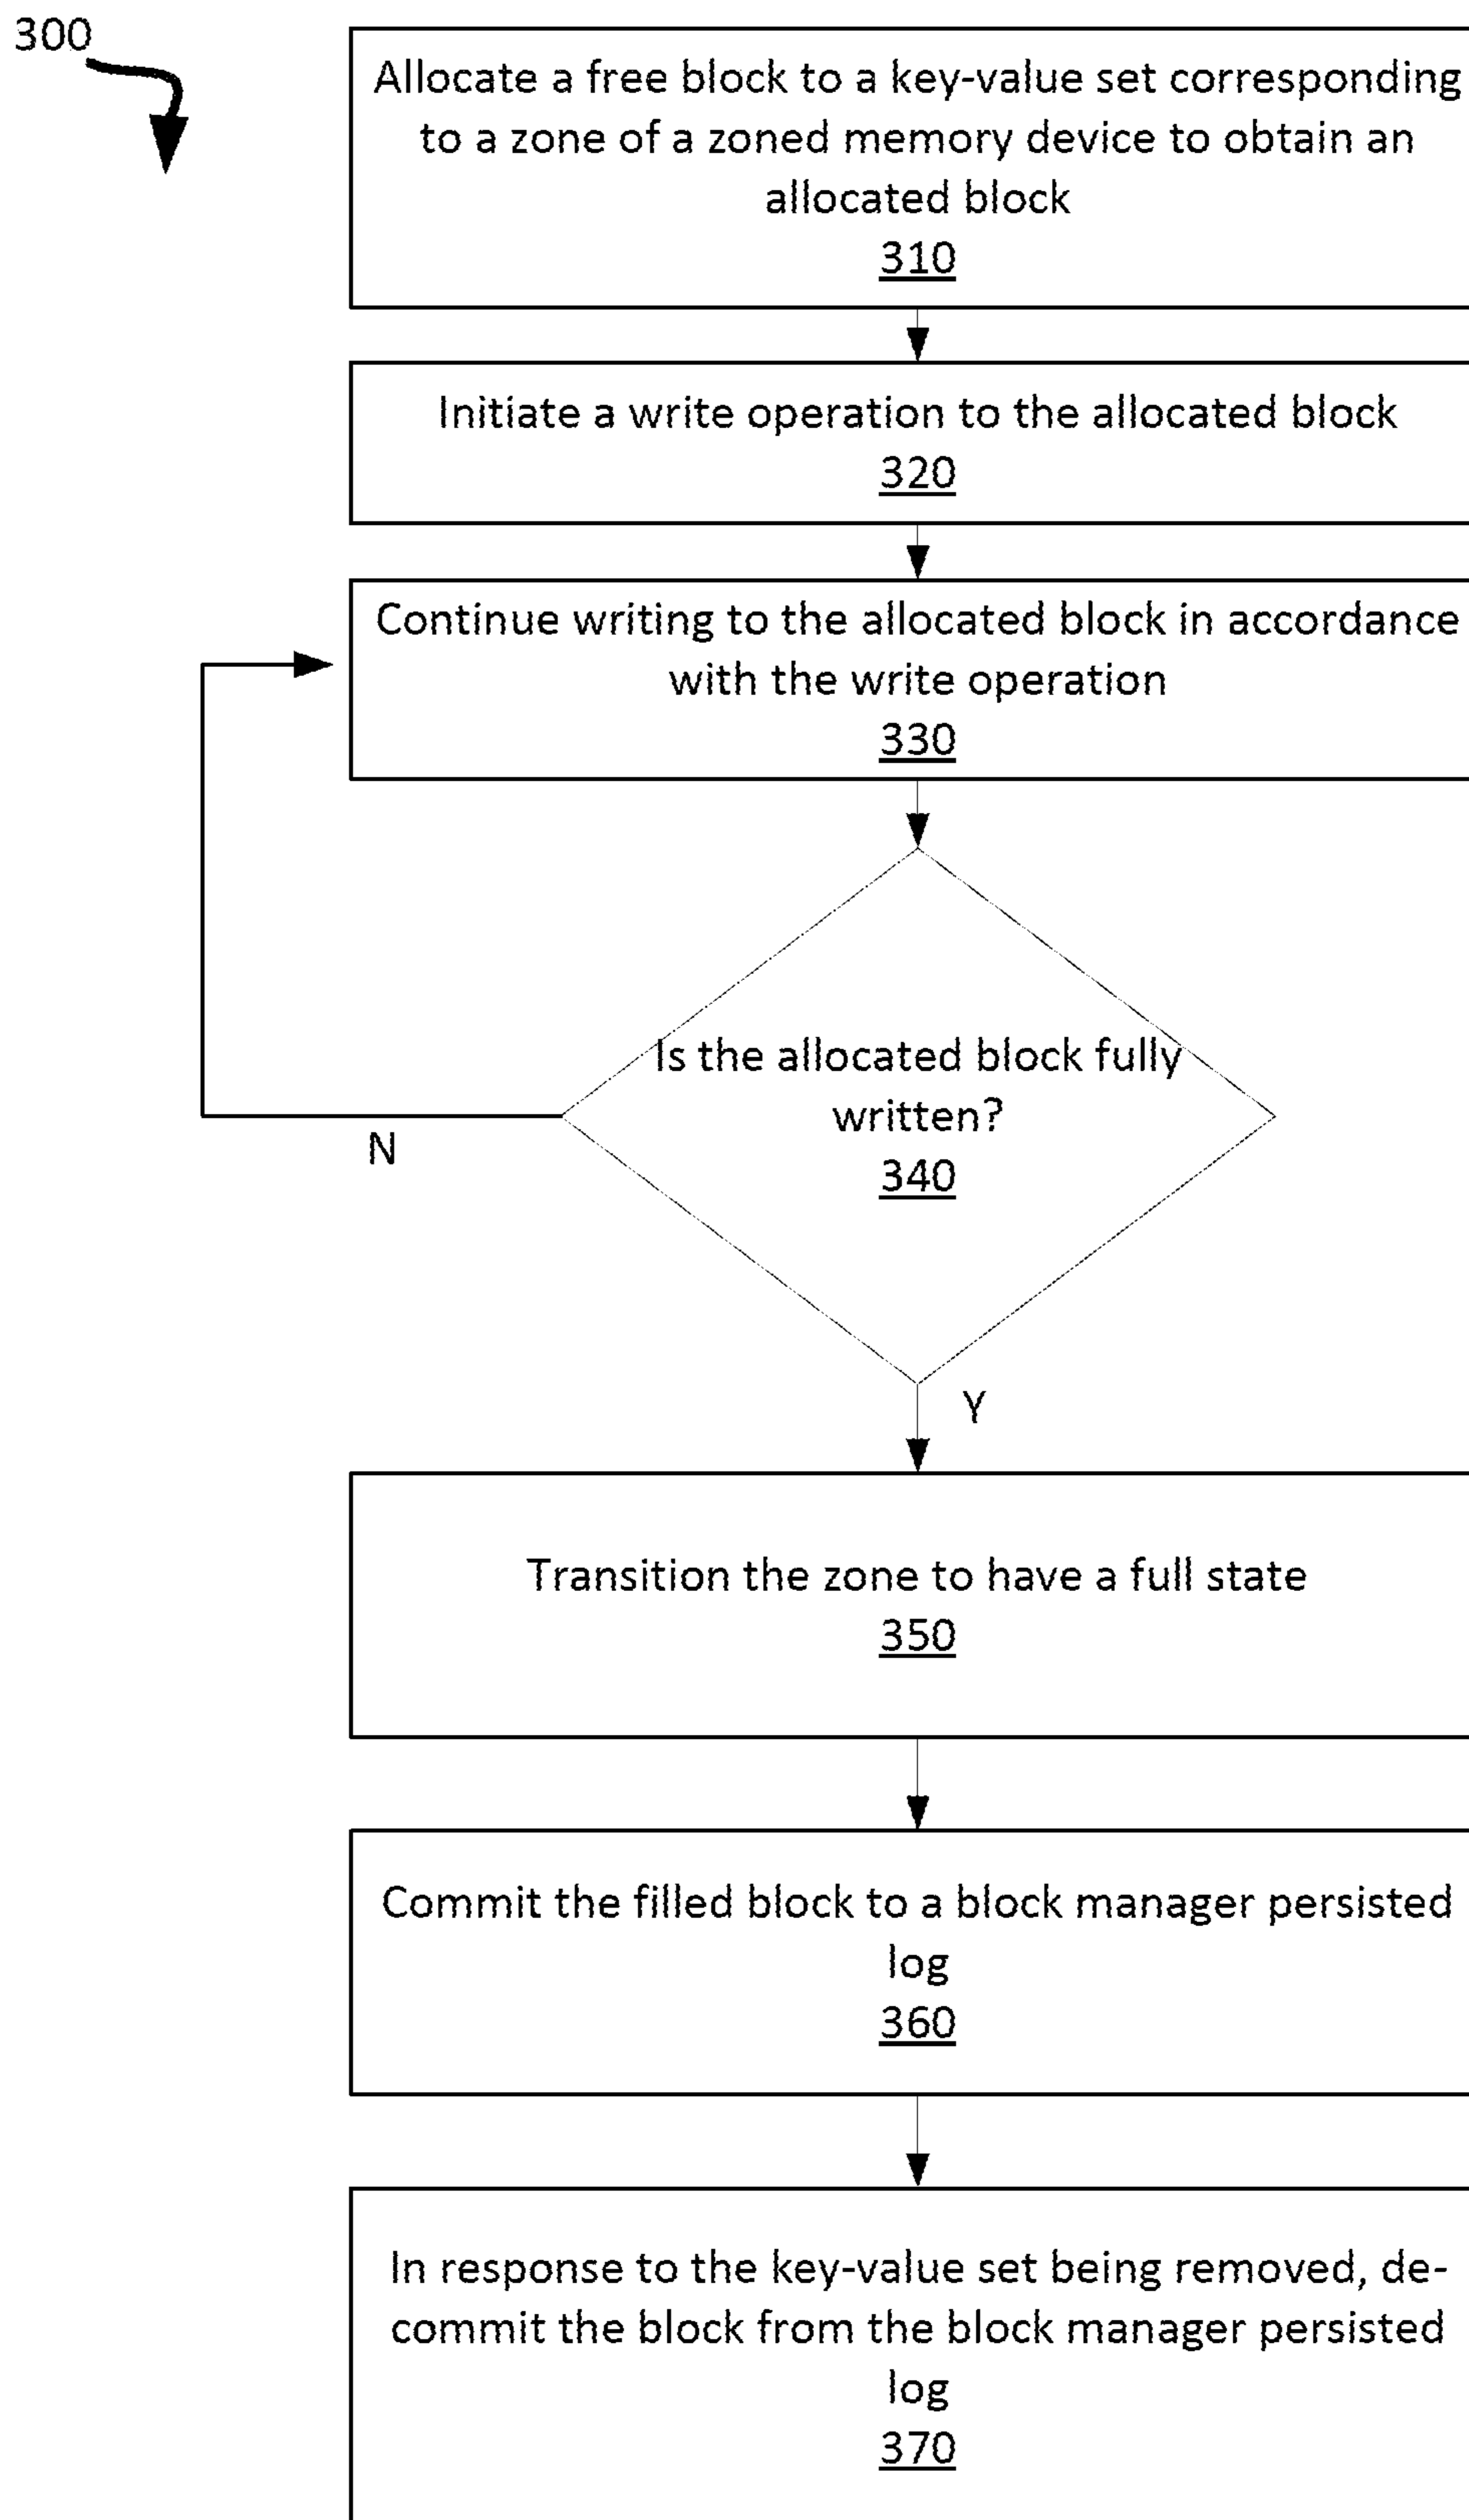 300
Allocate a free block to a key-value set corresponding
to a zone of a zoned memory device to obtain an
allocated block
310
Initiate a write operation to the allocated block
320
Continue writing to the allocated block in accordance
with the write operation
330
Is the allocated block fully
written?
340
N
Y
Transition the zone to have a full state
350
Commit the filled block to a block manager persisted
log
360
In response to the key-value set being removed, de-
commit the block from the block manager persisted
log
370